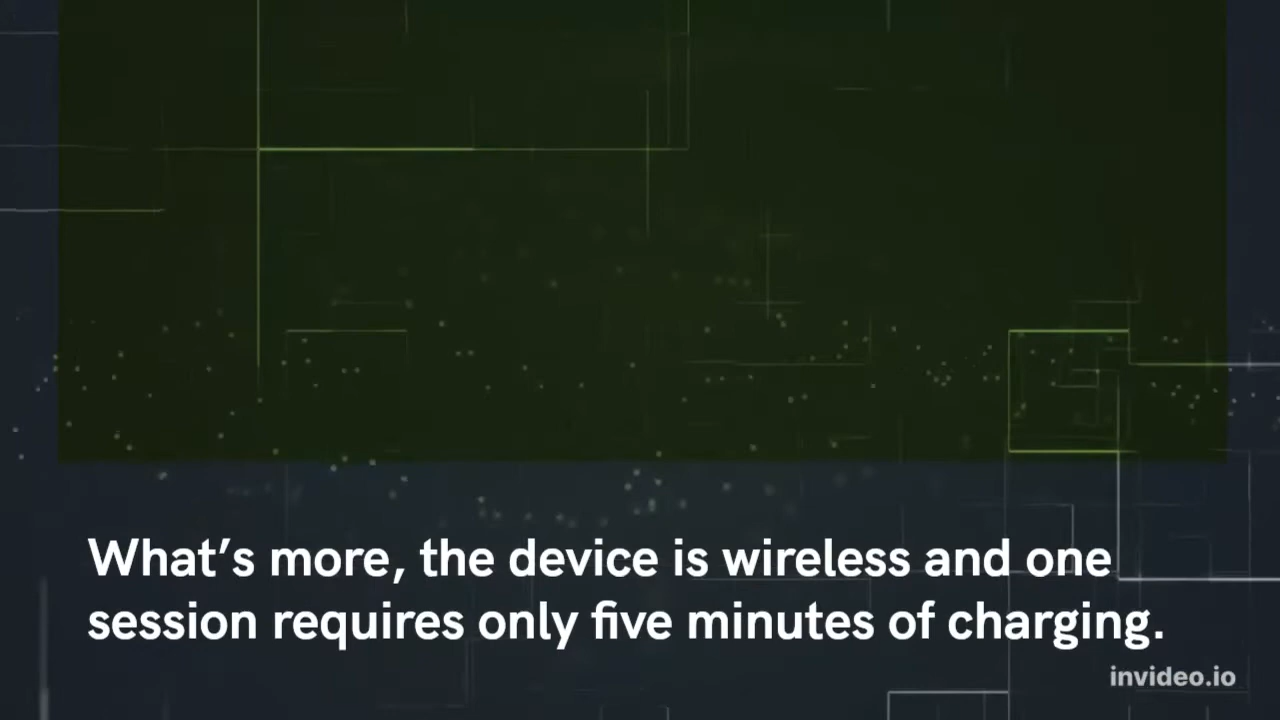 What’s more, the device is wireless and one
session requires only five minutes of charging.
invideo.io